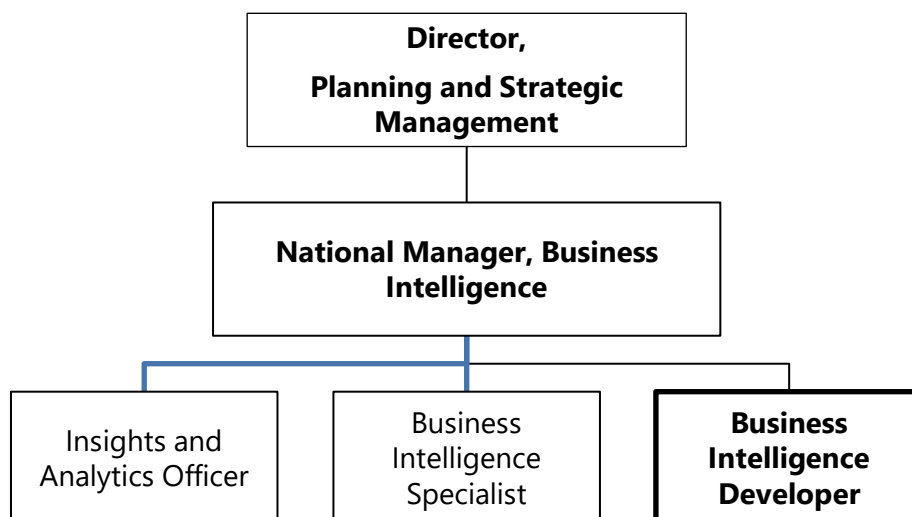 Director,
Planning and Strategic
Management
National Manager, Business
Intelligence
Insights and
Analytics Officer
Business
Intelligence
Specialist
Business
Intelligence
Developer